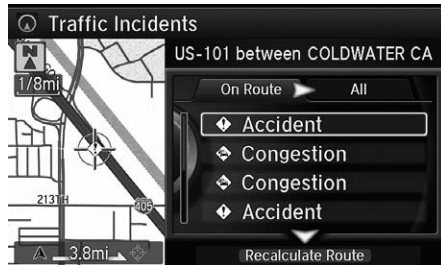 Traffic Incidents
N
US-101 between COLDWATER CA
1/8mi
On Route
All
Accident
Congestion
Congestion
Accident
213TH
405
3.8mi
Recalculate Route